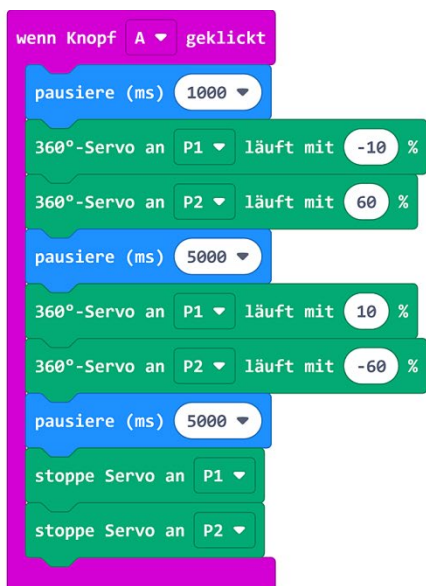 wenn Knopf A geklickt
pausiere (ms) 1000
360°-Servo an P1 läuft mit -10 %
360°-Servo an P2 läuft mit 60 %
pausiere (ms) 5000
360°-Servo an P1 läuft mit 10 %
360°-Servo an P2 läuft mit -60 %
pausiere (ms) 5000
stoppe Servo an P1
stoppe Servo an P2